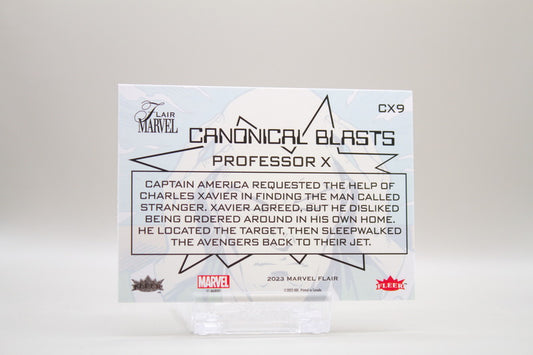 FLAIR
MARVEL
CX9
CANONICAL BLASTS
PROFESSOR X
CAPTAIN AMERICA REQUESTED THE HELP OF
CHARLES XAVIER IN FINDING THE MAN CALLED
STRANGER. XAVIER AGREED, BUT HE DISLIKED
BEING ORDERED AROUND IN HIS OWN HOME.
HE LOCATED THE TARGET, THEN SLEEPWALKED
THE AVENGERS BACK TO THEIR JET.
FLEER
MARVEL
2023 MARVEL FLAIR
FLEER